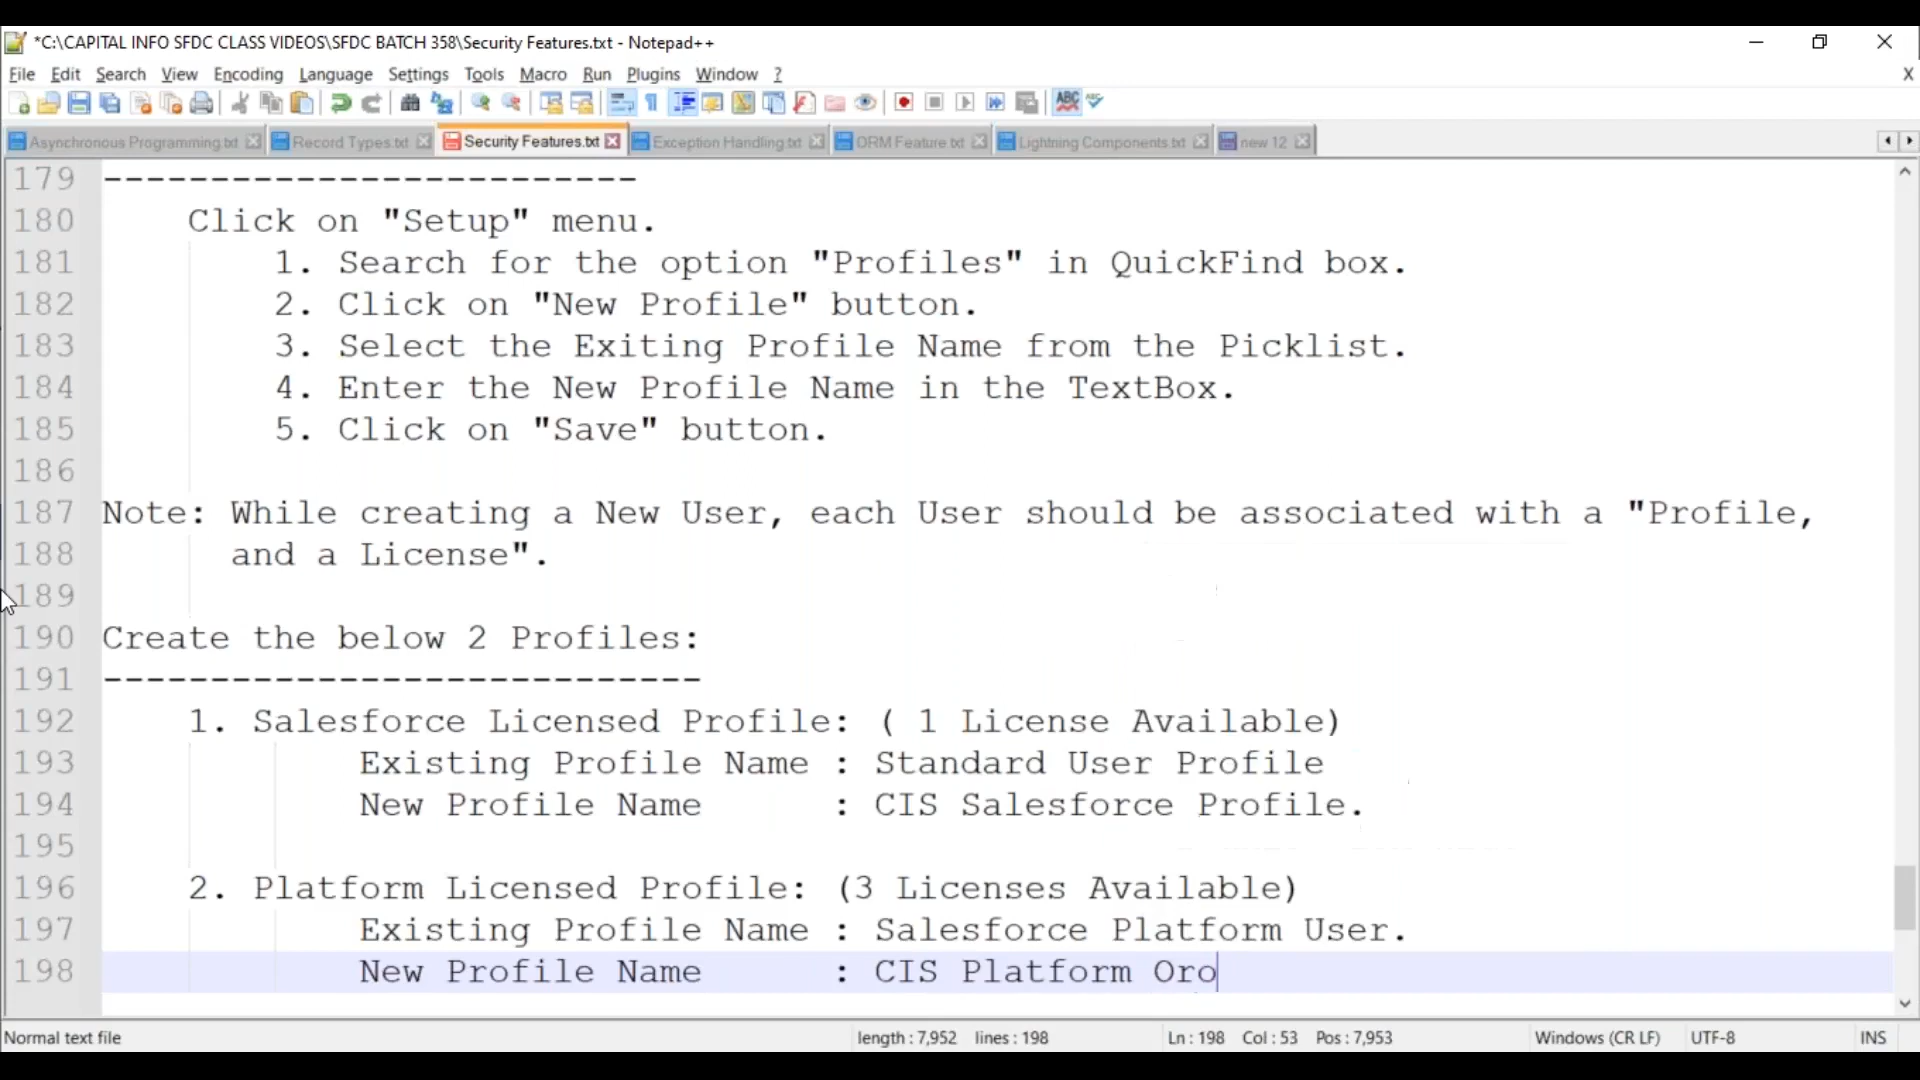 *C:\CAPITAL INFO SFDC CLASS VIDEOS\SFDC BATCH 358\Security Features.txt - Notepad++
File Edit Search View Encoding Language Settings Tools Macro Run Plugins Window ? X
Asynchronous Programming.txt Record Types.txt Security Features.txt Exception Handling.txt ORM Feature.txt Lightning Components.txt new 12
179 -------------------------
180 Click on "Setup" menu.
181 1. Search for the option "Profiles" in QuickFind box.
182 2. Click on "New Profile" button.
183 3. Select the Exiting Profile Name from the Picklist.
184 4. Enter the New Profile Name in the TextBox.
185 5. Click on "Save" button.
186
187 Note: While creating a New User, each User should be associated with a "Profile,
188 and a License".
189
190 Create the below 2 Profiles:
191 ----------------------------
192 1. Salesforce Licensed Profile: ( 1 License Available)
193 Existing Profile Name : Standard User Profile
194 New Profile Name : CIS Salesforce Profile.
195
196 2. Platform Licensed Profile: (3 Licenses Available)
197 Existing Profile Name : Salesforce Platform User.
198 New Profile Name : CIS Platform Oro
Normal text file length : 7,952 lines : 198 Ln : 198 Col : 53 Pos : 7,953 Windows (CR LF) UTF-8 INS